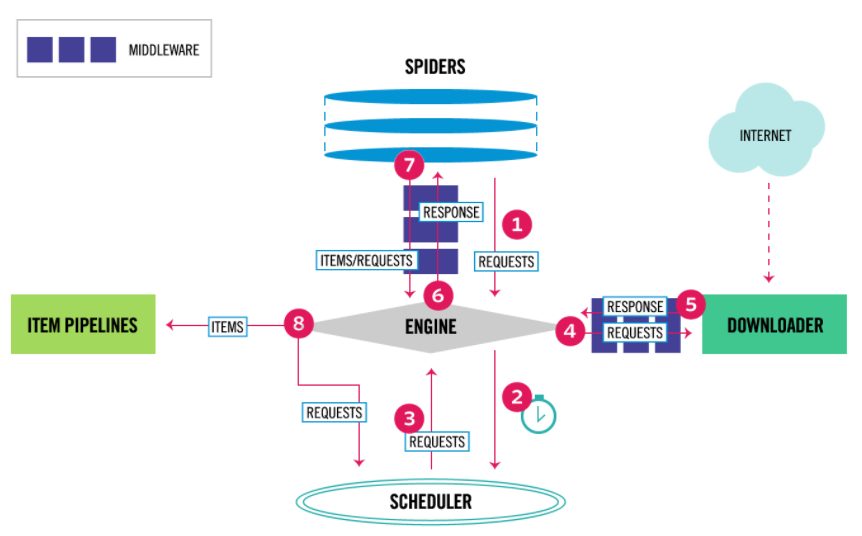 MIDDLEWARE
SPIDERS
INTERNET
7
RESPONSE
1
ITEMS/REQUESTS
REQUESTS
6
RESPONSE
5
ITEM PIPELINES
ITEMS
8
ENGINE
4
REQUESTS
DOWNLOADER
2
REQUESTS
3
REQUESTS
SCHEDULER